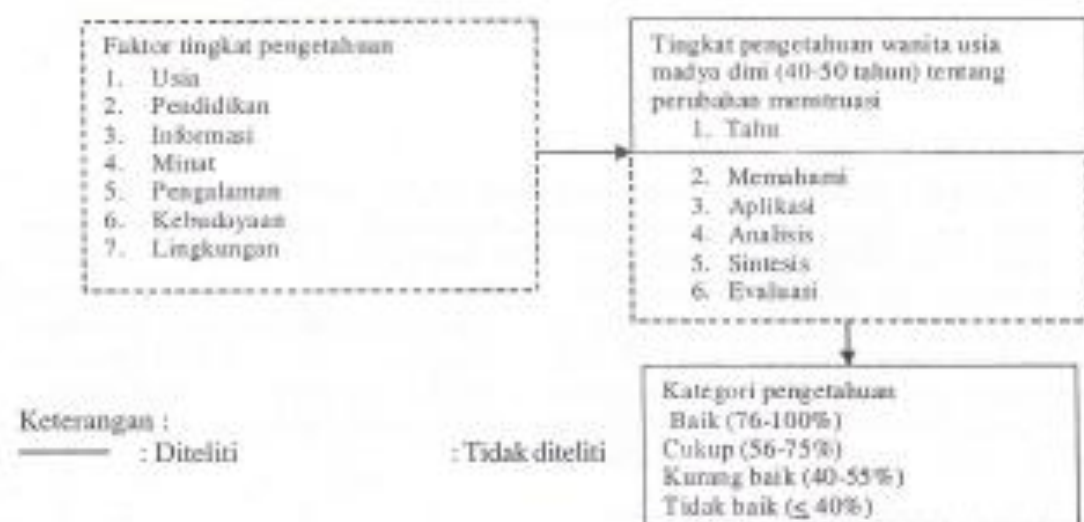 Faktor tingkat pengetahuan
1. Usia
2. Pendidikan
3. Informasi
4. Minat
5. Pengalaman
6. Kebudayaan
7. Lingkungan
Tingkat pengetahuan wanita usia
madya dini (40-50 tahun) tentang
perubahan menstruasi
1. Tahu
2. Memahami
3. Aplikasi
4. Analisis
5. Sintesis
6. Evaluasi
Kategori pengetahuan
Baik (76-100%)
Cukup (56-75%)
Kurang baik (40-55%)
Tidak baik (≤ 40%)
Keterangan :
: Diteliti : Tidak diteliti